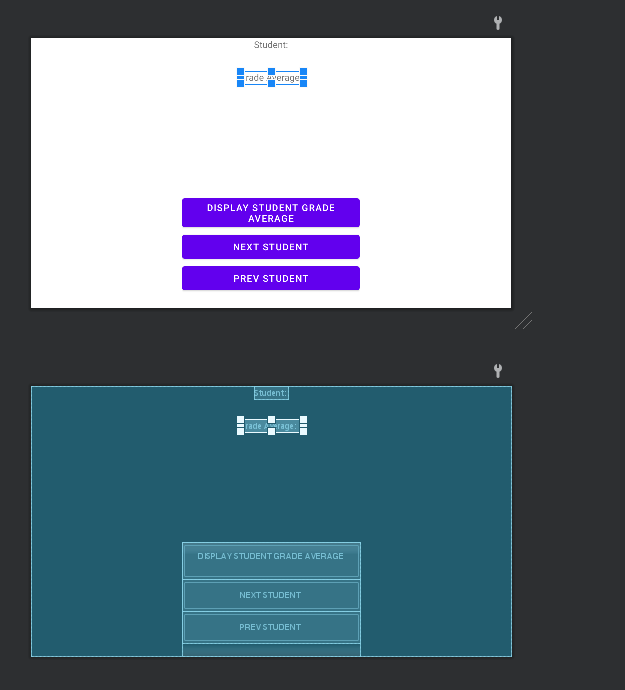 Student:
rade Average:
DISPLAY STUDENT GRADE
AVERAGE
NEXT STUDENT
PREV STUDENT
Student:
rade Average:
DISPLAY STUDENT GRADE AVERAGE
NEXT STUDENT
PREV STUDENT